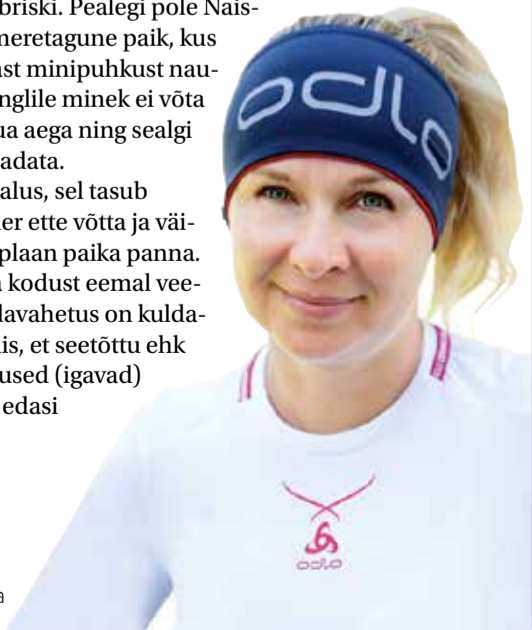 briski. Pealegi pole Nais-
meretagune paik, kus
ast minipuhkust nau-
nglile minek ei võta
ua aega ning sealgi
adata.
alus, sel tasub
er ette võtta ja väi-
plaan paika panna.
kodust eemal vee-
lavahetus on kulda-
is, et seetõttu ehk
used (igavad)
edasi
a
odlo
odlo